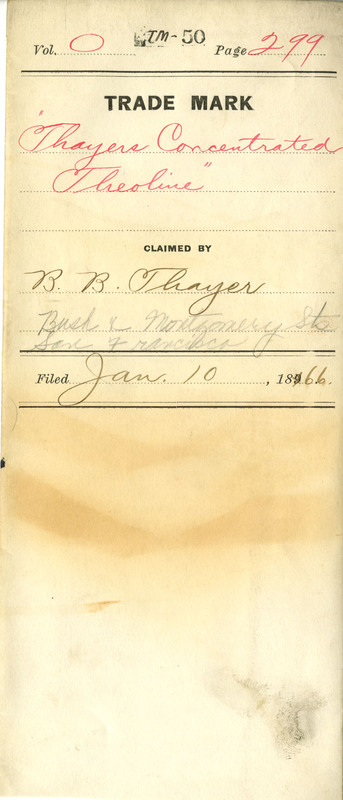 TM- 50
Vol. O Page 299
TRADE MARK
"Thayers Concentrated
Theoline"
CLAIMED BY
B. B. Thayer
Bush & Montgomery Sts
San Francisco
Filed Jan. 10, 1866.